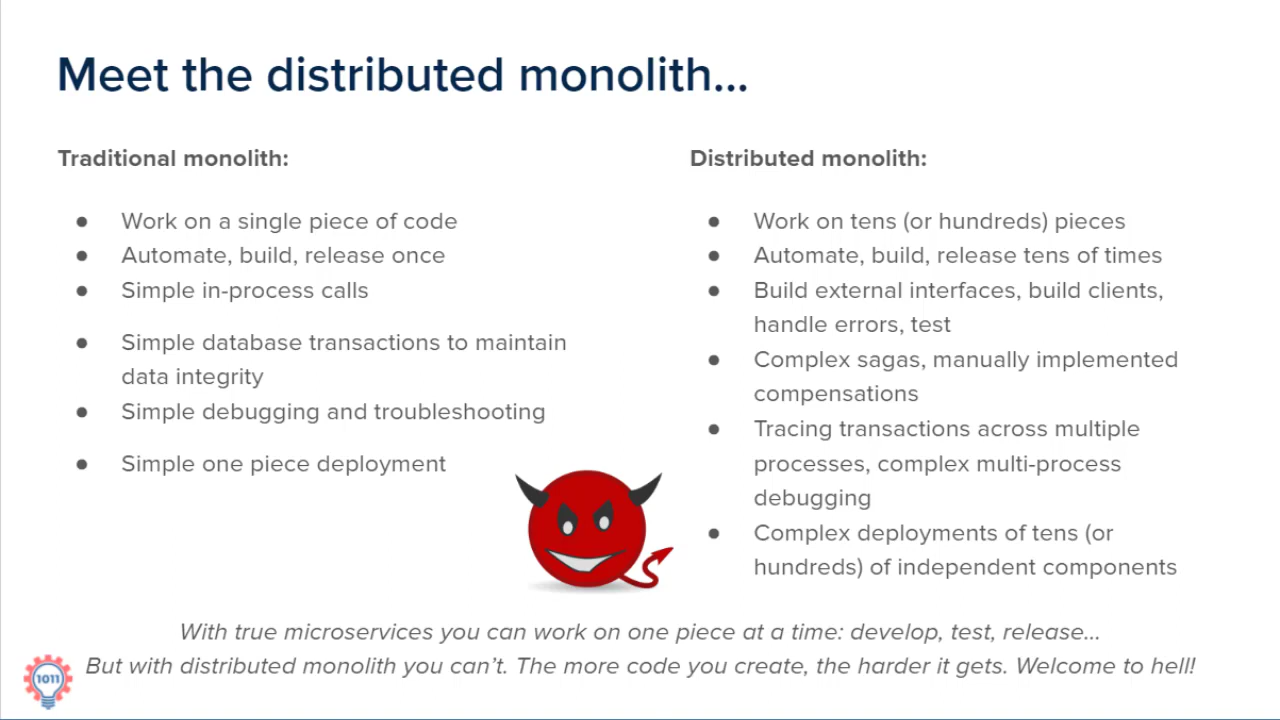 Meet the distributed monolith...
Traditional monolith:
● Work on a single piece of code
● Automate, build, release once
● Simple in-process calls
● Simple database transactions to maintain
data integrity
● Simple debugging and troubleshooting
● Simple one piece deployment
Distributed monolith:
● Work on tens (or hundreds) pieces
● Automate, build, release tens of times
● Build external interfaces, build clients,
handle errors, test
● Complex sagas, manually implemented
compensations
● Tracing transactions across multiple
processes, complex multi-process
debugging
● Complex deployments of tens (or
hundreds) of independent components
With true microservices you can work on one piece at a time: develop, test, release...
But with distributed monolith you can’t. The more code you create, the harder it gets. Welcome to hell!
1011